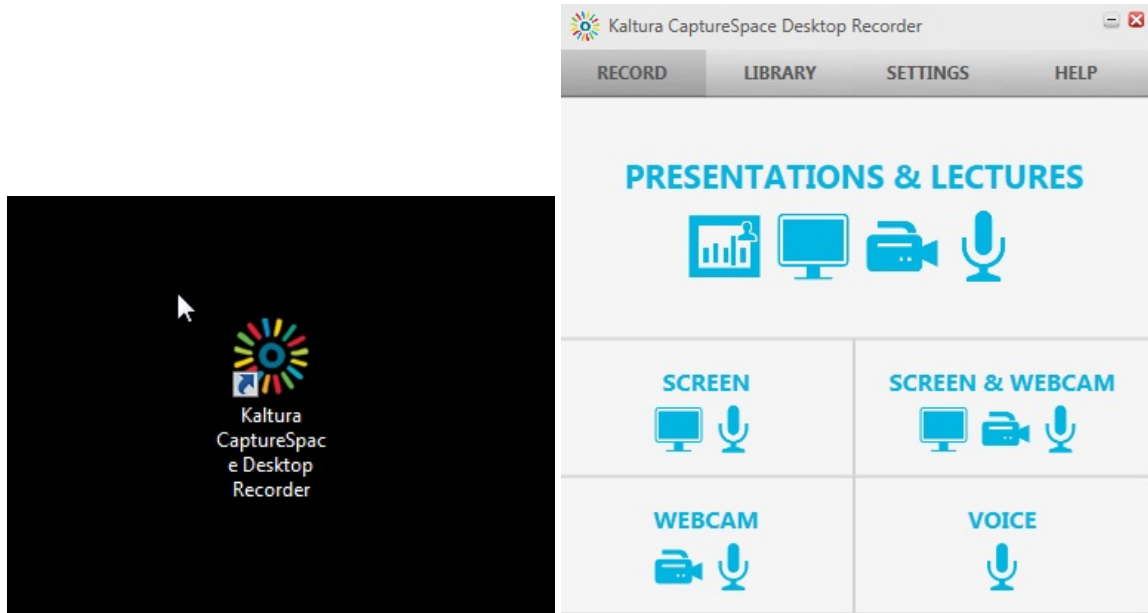 Kaltura
CaptureSpac
e Desktop
Recorder
Kaltura CaptureSpace Desktop Recorder
RECORD LIBRARY SETTINGS HELP
PRESENTATIONS & LECTURES
SCREEN SCREEN & WEBCAM
WEBCAM VOICE